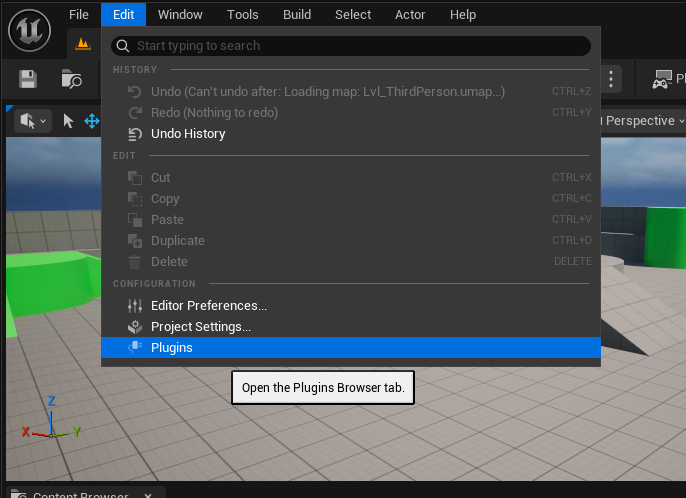 File Edit Window Tools Build Select Actor Help
Start typing to search
HISTORY
Undo (Can't undo after: Loading map: Lvl_ThirdPerson.umap...) CTRL+Z
Redo (Nothing to redo) CTRL+Y
Undo History
Perspective
EDIT
Cut CTRL+X
Copy CTRL+C
Paste CTRL+V
Duplicate CTRL+D
Delete DELETE
CONFIGURATION
Editor Preferences...
Project Settings...
Plugins
Open the Plugins Browser tab.
Z
X Y
Content Browser